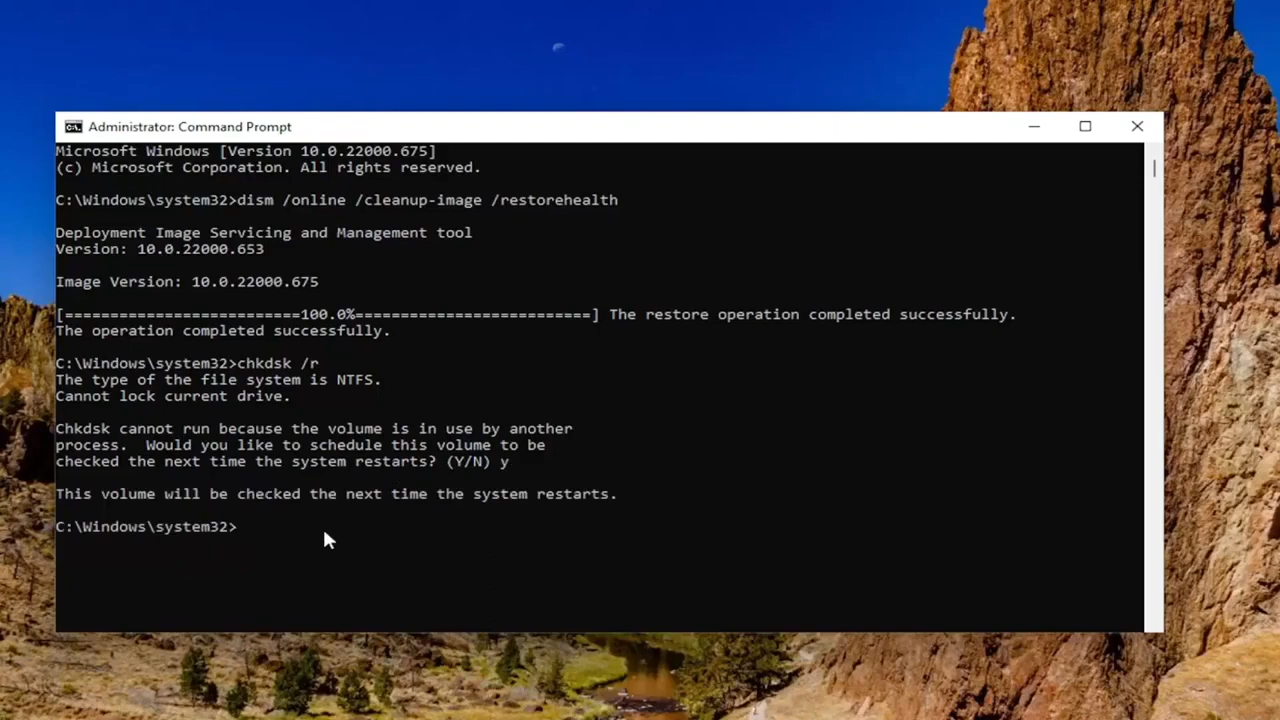 Administrator: Command Prompt
Microsoft Windows [Version 10.0.22000.675]
(c) Microsoft Corporation. All rights reserved.
C:\Windows\system32>dism /online /cleanup-image /restorehealth
Deployment Image Servicing and Management tool
Version: 10.0.22000.653
Image Version: 10.0.22000.675
[==========================100.0%==========================] The restore operation completed successfully.
The operation completed successfully.
C:\Windows\system32>chkdsk /r
The type of the file system is NTFS.
Cannot lock current drive.
Chkdsk cannot run because the volume is in use by another
process.  Would you like to schedule this volume to be
checked the next time the system restarts? (Y/N) y
This volume will be checked the next time the system restarts.
C:\Windows\system32>